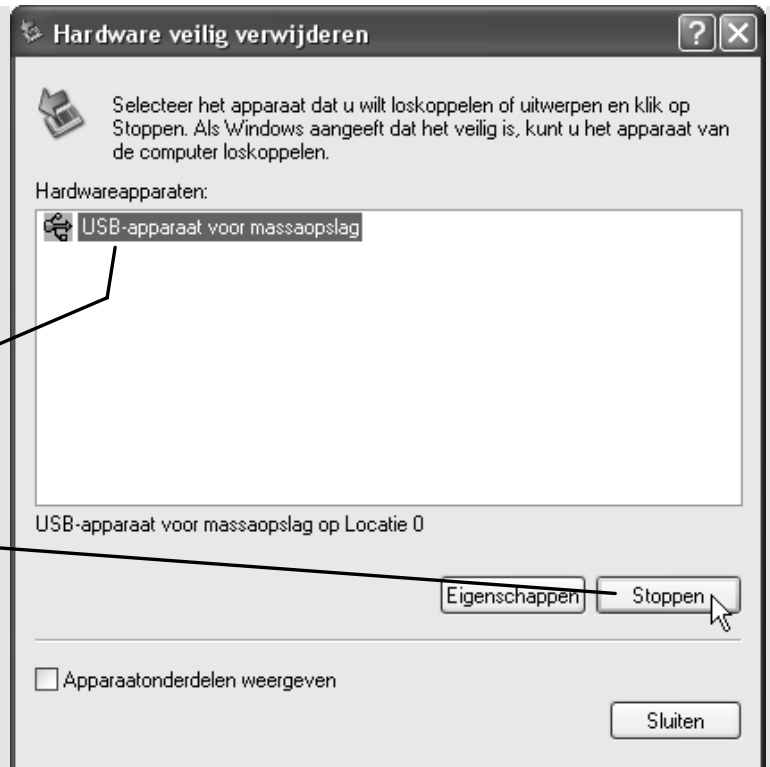 Hardware veilig verwijderen
Selecteer het apparaat dat u wilt loskoppelen of uitwerpen en klik op
Stoppen. Als Windows aangeeft dat het veilig is, kunt u het apparaat van
de computer loskoppelen.
Hardwareapparaten:
USB-apparaat voor massaopslag
USB-apparaat voor massaopslag op Locatie 0
Eigenschappen Stoppen
Apparaatonderdelen weergeven
Sluiten